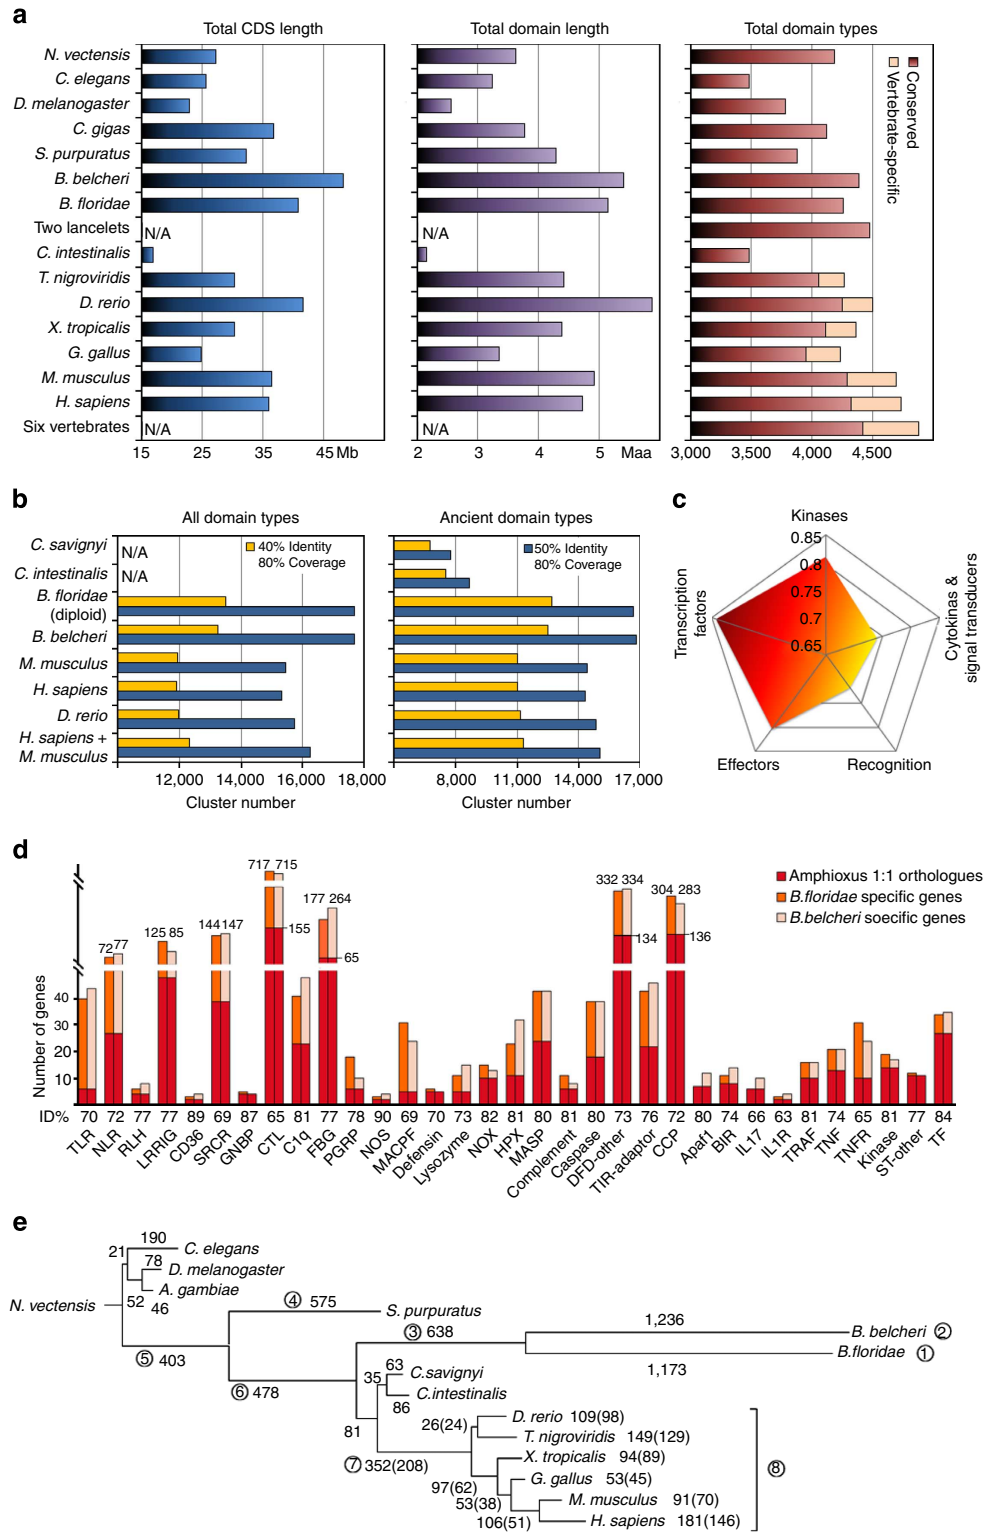 a
Total CDS length
Total domain length
Total domain types
N. vectensis
C. elegans
D. melanogaster
C. gigas
S. purpuratus
B. belcheri
B. floridae
Two lancelets
C. intestinalis
T. nigroviridis
D. rerio
X. tropicalis
G. gallus
M. musculus
H. sapiens
Six vertebrates
N/A
N/A
15 25 35 45 Mb
N/A
N/A
2 3 4 5 Maa
Conserved
Vertebrate-specific
3,000 3,500 4,000 4,500
b
All domain types
Ancient domain types
C. savignyi
C. intestinalis
B. floridae
(diploid)
B. belcheri
M. musculus
H. sapiens
D. rerio
H. sapiens +
M. musculus
N/A
N/A
40% Identity
80% Coverage
50% Identity
80% Coverage
12,000 14,000 16,000 18,000
Cluster number
8,000 11,000 14,000 17,000
Cluster number
c
Kinases
0.85
0.8
0.75
0.7
0.65
Transcription
factors
Cytokinas &
signal transducers
Effectors
Recognition
d
Amphioxus 1:1 orthologues
B.floridae specific genes
B.belcheri soecific genes
Number of genes
40
30
20
10
72 77
125 85
144 147
717 715
155
177 264
65
332 334
134
304 283
136
ID% 70 72 77 77 89 69 87 65 81 77 78 90 69 70 73 82 81 80 81 80 73 76 72 80 74 66 63 81 74 65 81 77 84
TLR NLR RLH LRRIG CD36 SRCR GNBP CTL C1q FBG PGRP NOS MACPF Defensin Lysozyme NOX HPX MASP Complement Caspase DFD-other TIR-adaptor CCP Apaf1 BIR IL17 IL1R TRAF TNF TNFR Kinase ST-other TF
e
190
C. elegans
21
78
D. melanogaster
A. gambiae
52 46
N. vectensis
④ 575
S. purpuratus
⑤ 403
③ 638
1,236
B. belcheri ②
B.floridae ①
1,173
⑥ 478
63
C.savignyi
35
C.intestinalis
86
81
26(24)
D. rerio 109(98)
T. nigroviridis 149(129)
X. tropicalis 94(89)
⑦ 352(208)
⑧
G. gallus 53(45)
97(62)
M. musculus 91(70)
53(38)
H. sapiens 181(146)
106(51)